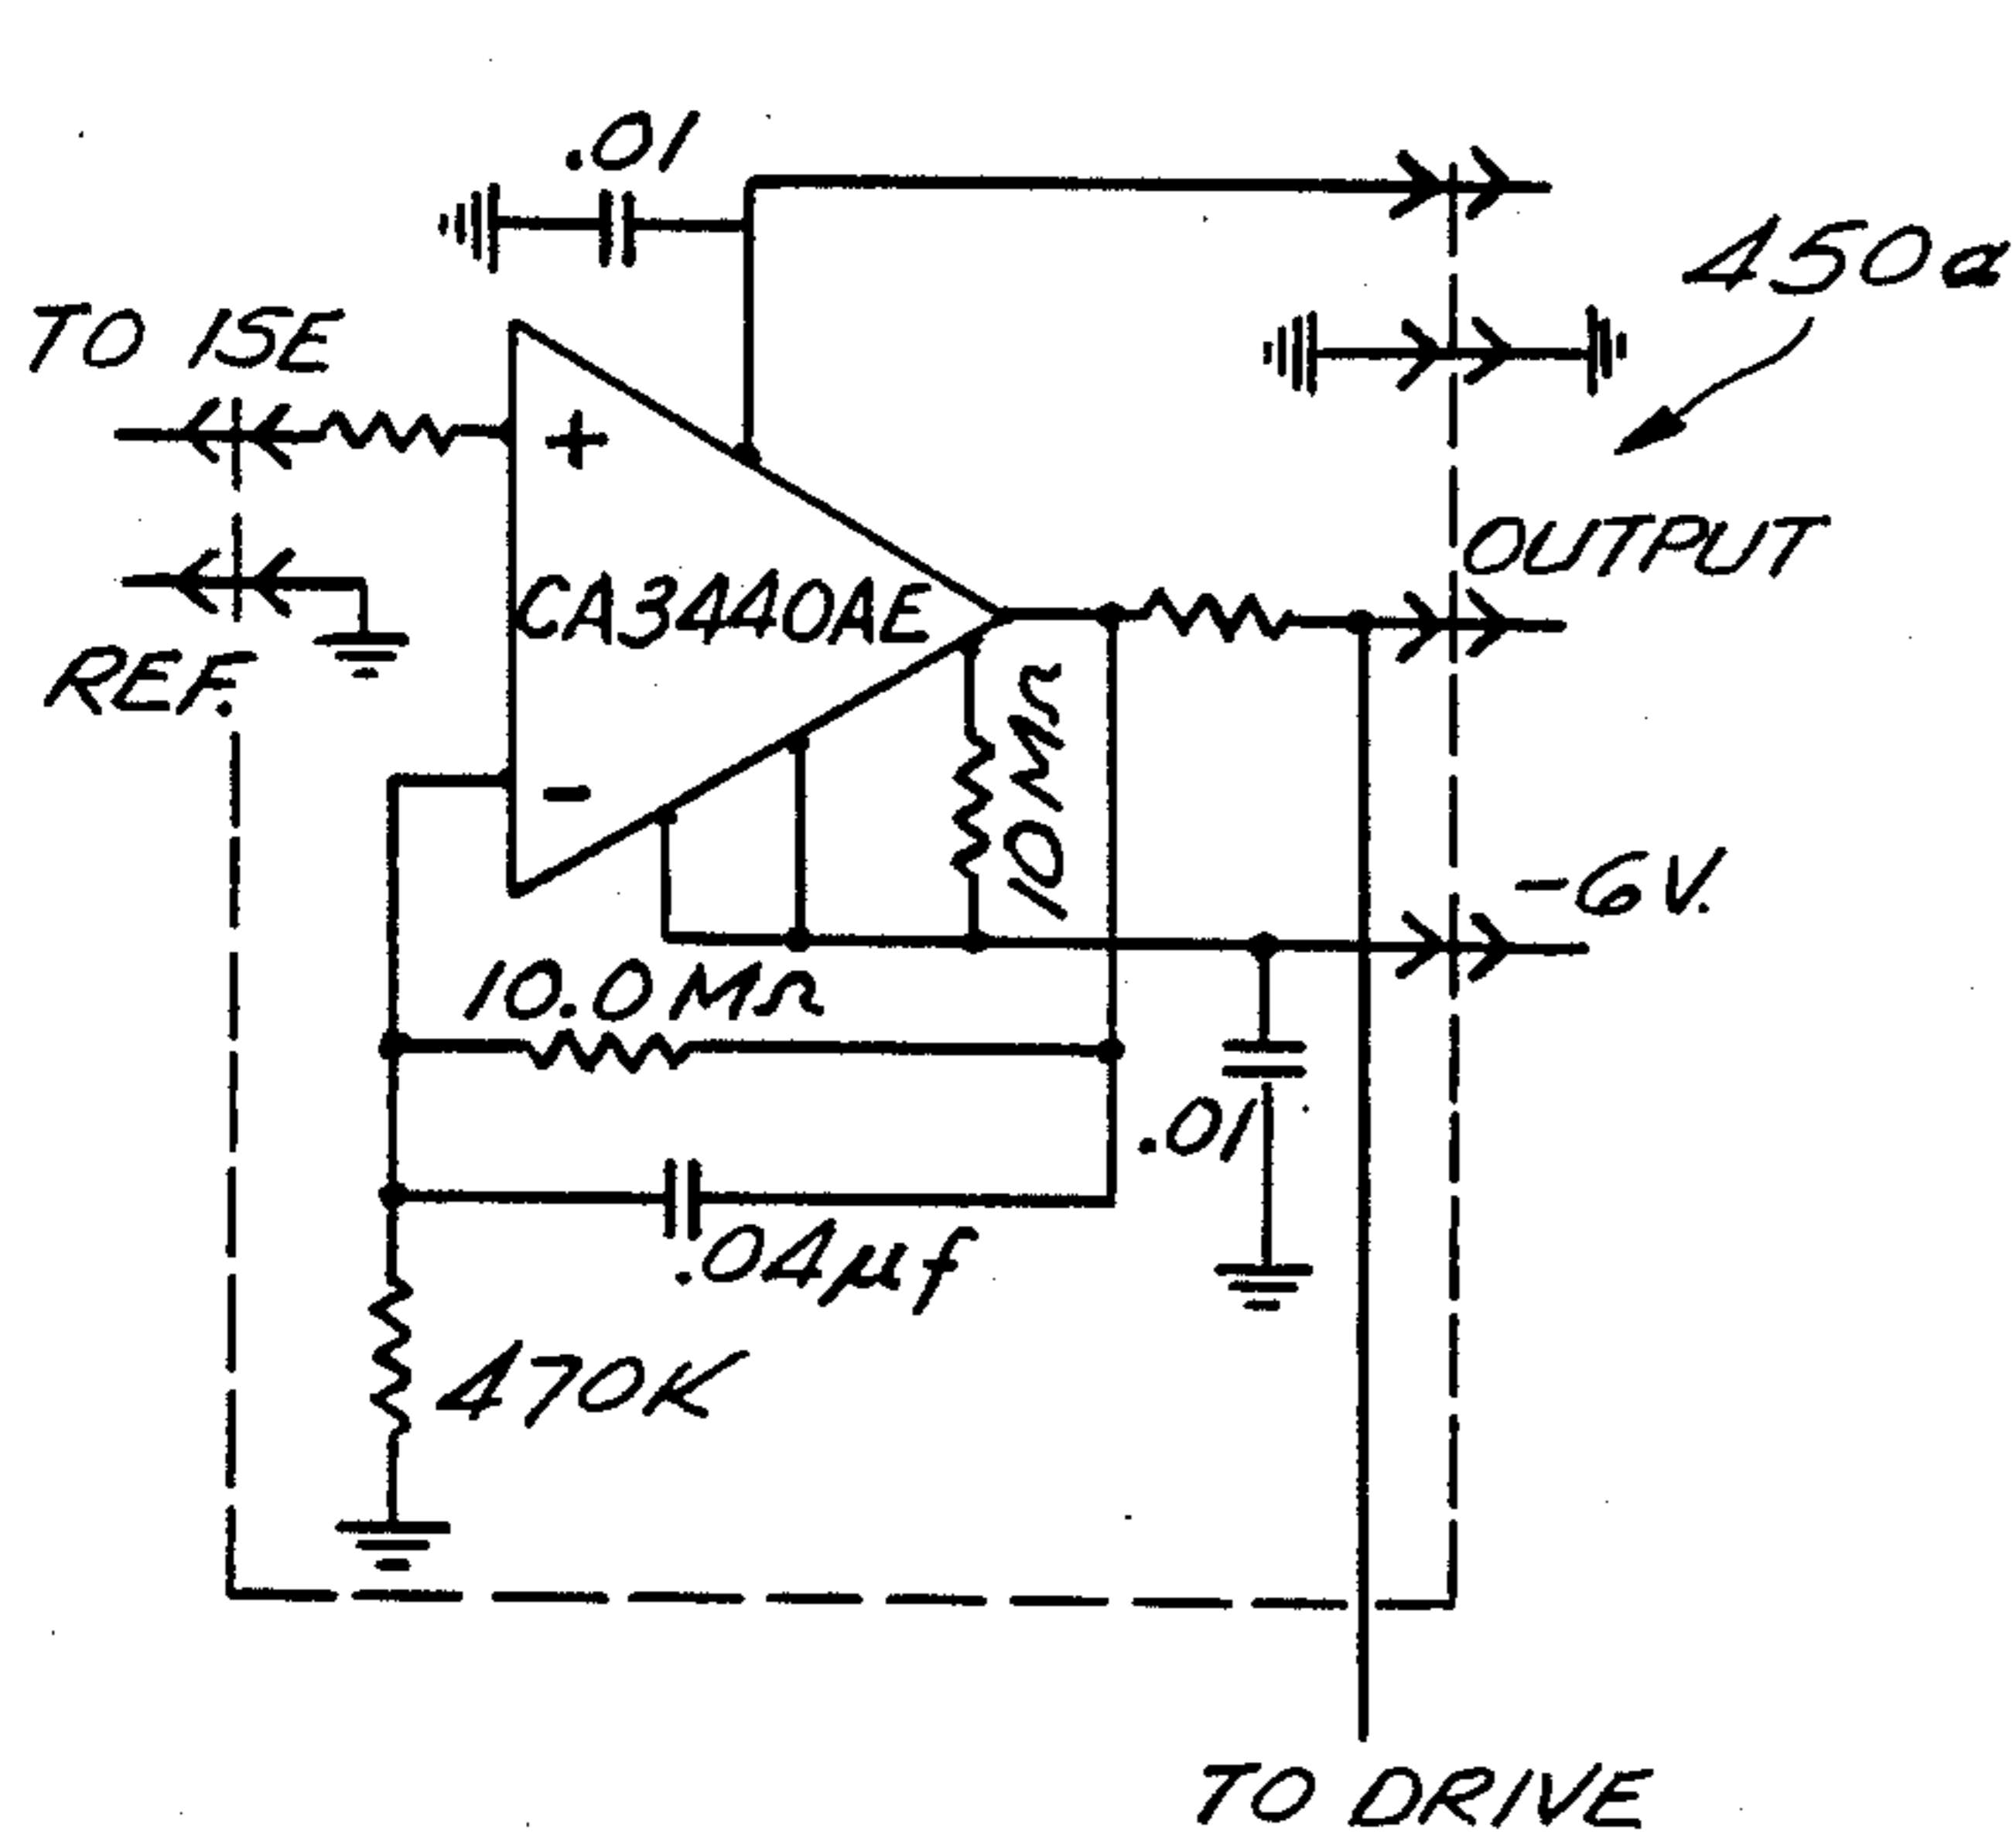 .01
450a
TO ISE
+
OUTPUT
CA3440AE
REF.
10MΩ
-
-6V.
10.0MΩ
.01
.04µf
470K
TO DRIVE